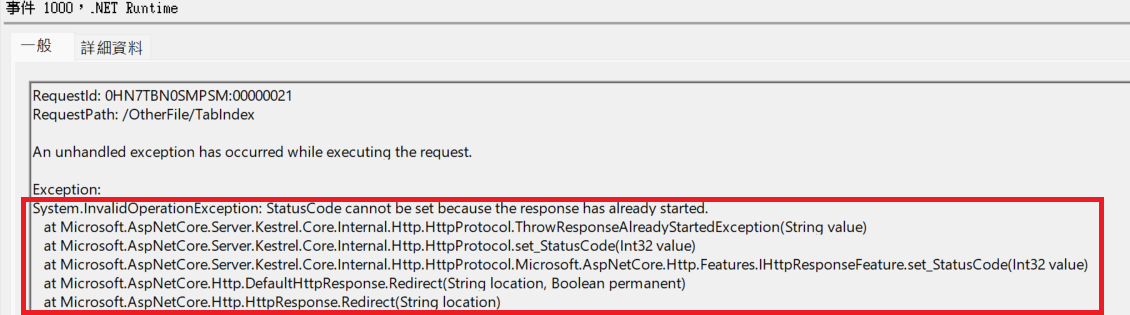 事件 1000，.NET Runtime
一般
詳細資料
RequestId: 0HN7TBN0SMPSM:00000021
RequestPath: /OtherFile/TabIndex
An unhandled exception has occurred while executing the request.
Exception:
System.InvalidOperationException: StatusCode cannot be set because the response has already started.
at Microsoft.AspNetCore.Server.Kestrel.Core.Internal.Http.HttpProtocol.ThrowResponseAlreadyStartedException(String value)
at Microsoft.AspNetCore.Server.Kestrel.Core.Internal.Http.HttpProtocol.set_StatusCode(Int32 value)
at Microsoft.AspNetCore.Server.Kestrel.Core.Internal.Http.HttpProtocol.Microsoft.AspNetCore.Http.Features.IHttpResponseFeature.set_StatusCode(Int32 value)
at Microsoft.AspNetCore.Http.DefaultHttpResponse.Redirect(String location, Boolean permanent)
at Microsoft.AspNetCore.Http.HttpResponse.Redirect(String location)